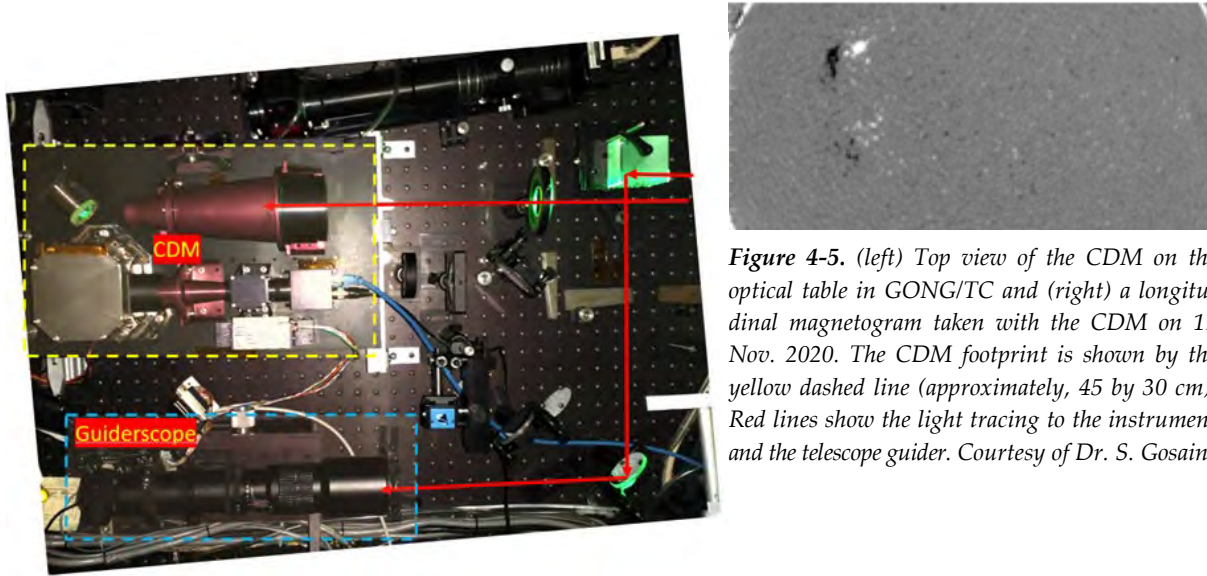 CDM
Guiderscope
Figure 4-5. (left) Top view of the CDM on th
optical table in GONG/TC and (right) a longitu
dinal magnetogram taken with the CDM on 1
Nov. 2020. The CDM footprint is shown by th
yellow dashed line (approximately, 45 by 30 cm
Red lines show the light tracing to the instrumen
and the telescope guider. Courtesy of Dr. S. Gosain